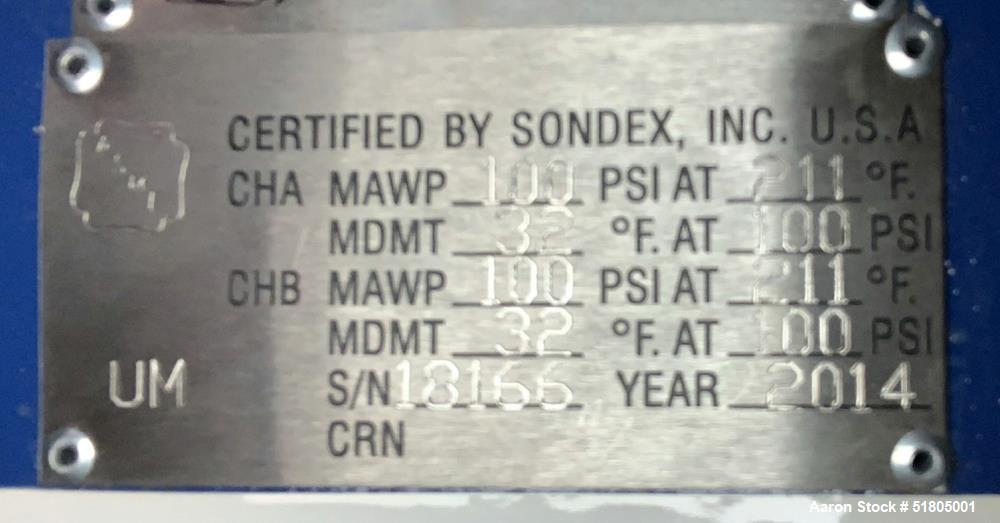 CERTIFIED BY SONDEX, INC. U.S.A
CHA MAWP 100 PSI AT 211 °F.
MDMT 32 °F. AT 100 PSI
CHB MAWP 100 PSI AT 211 °F.
MDMT 32 °F. AT 100 PSI
UM S/N 18166 YEAR 2014
CRN
Aaron Stock # 51805001